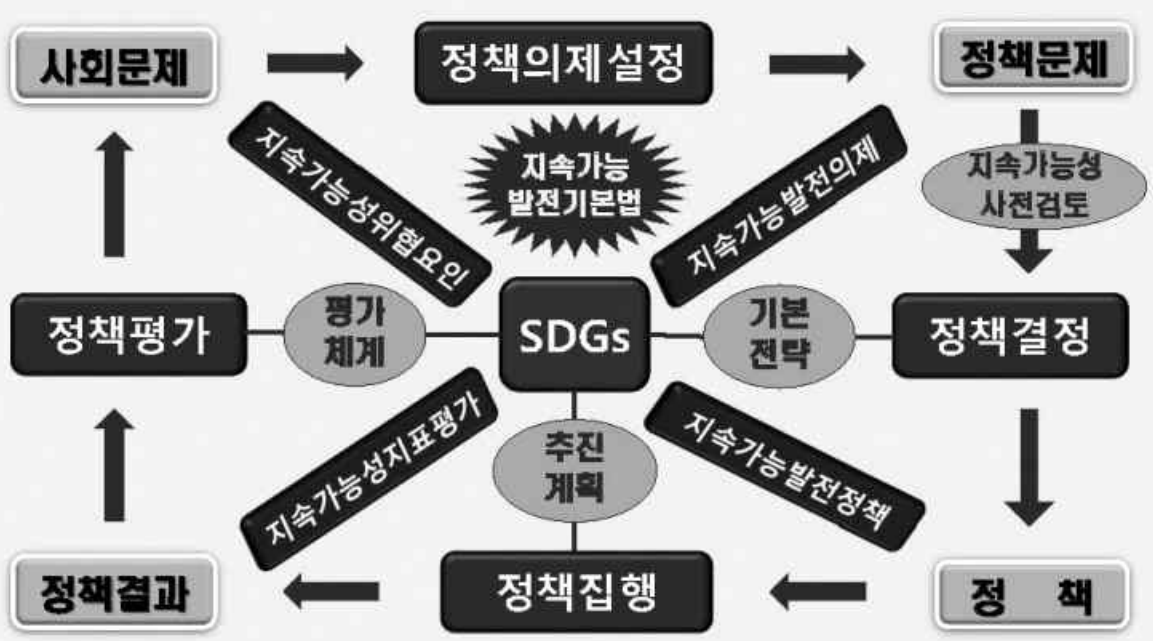 사회문제
정책의제설정
정책문제
지속가능성위협요인
지속가능
발전기본법
지속가능발전의제
지속가능성
사전검토
정책평가
평가
체계
SDGs
기본
전략
정책결정
지속가능성지표평가
추진
계획
지속가능발전정책
정책결과
정책집행
정 책